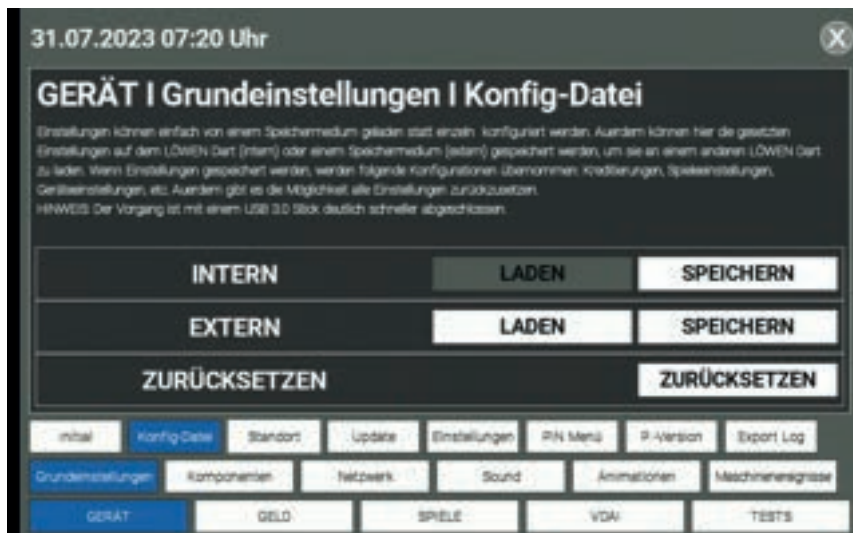 31.07.2023 07:20 Uhr
X
GERÄT I Grundeinstellungen I Konfig-Datei
Einstellungen können einfach von einem Speichermedium geladen statt einzeln konfiguriert werden. Auerdem können hier die gesetzten
Einstellungen auf dem LÖWEN Dart (intern) oder einem Speichermedium (extern) gespeichert werden, um sie an einem anderen LÖWEN Dart
zu laden. Wenn Einstellungen gespeichert werden, werden folgende Konfigurationen übernommen: Kreditierungen, Spieleinstellungen,
Geräteeinstellungen, etc. Auerdem gibt es die Möglichkeit alle Einstellungen zurückzusetzen.
HINWEIS: Der Vorgang ist mit einem USB 3.0 Stick deutlich schneller abgeschlossen.
INTERN LADEN SPEICHERN
EXTERN LADEN SPEICHERN
ZURÜCKSETZEN ZURÜCKSETZEN
Initial Konfig-Datei Standort Update Einstellungen PIN Menü P.-Version Export Log
Grundeinstellungen Komponenten Netzwerk Sound Animationen Maschinenereignisse
GERÄT GELD SPIELE VDAI TESTS